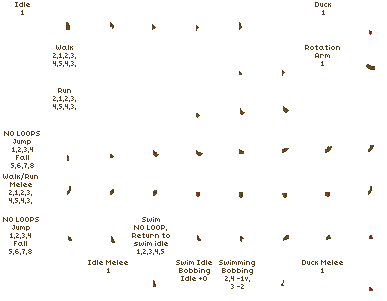 Idle
1
Duck
1
Walk
2,1,2,3,
4,5,4,3,
Rotation
Arm
1
Run
2,1,2,3,
4,5,4,3,
NO LOOPS
Jump
1,2,3,4
Fall
5,6,7,8
Walk/Run
Melee
2,1,2,3,
4,5,4,3,
NO LOOPS
Jump
1,2,3,4
Fall
5,6,7,8
Swim
NO LOOP,
Return to
swim idle
1,2,3,4,5
Idle Melee
1
Swim Idle
Bobbing
Idle +0
Swimming
Bobbing
2,4 -1v,
3 -2
Duck Melee
1